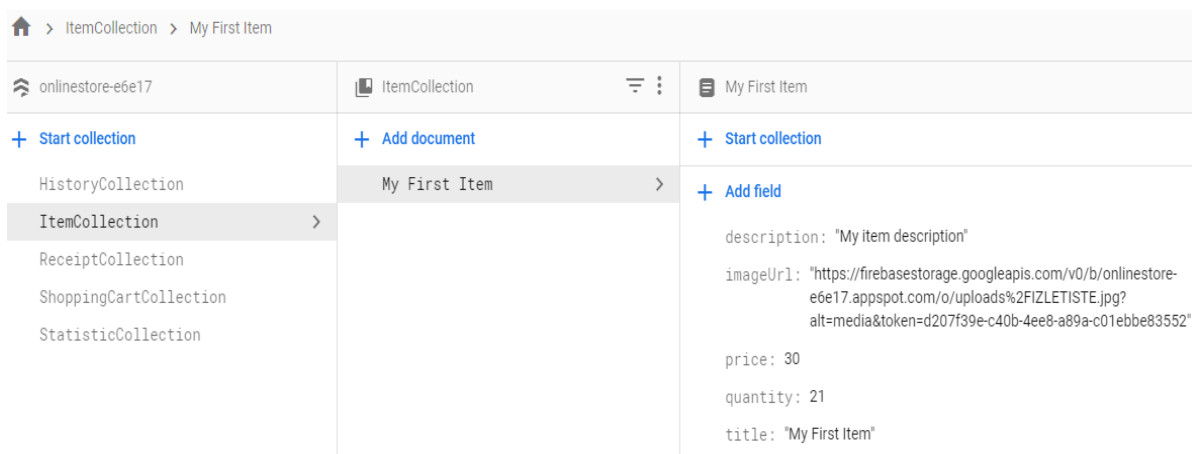 ItemCollection > My First Item
onlinestore-e6e17
+ Start collection
HistoryCollection
ItemCollection >
ReceiptCollection
ShoppingCartCollection
StatisticCollection
ItemCollection
+ Add document
My First Item >
My First Item
+ Start collection
+ Add field
description: "My item description"
imageUrl: "https://firebasestorage.googleapis.com/v0/b/onlinestore-
e6e17.appspot.com/o/uploads%2FIZLETISTE.jpg?
alt=media&token=d207f39e-c40b-4ee8-a89a-c01ebbe83552"
price: 30
quantity: 21
title: "My First Item"